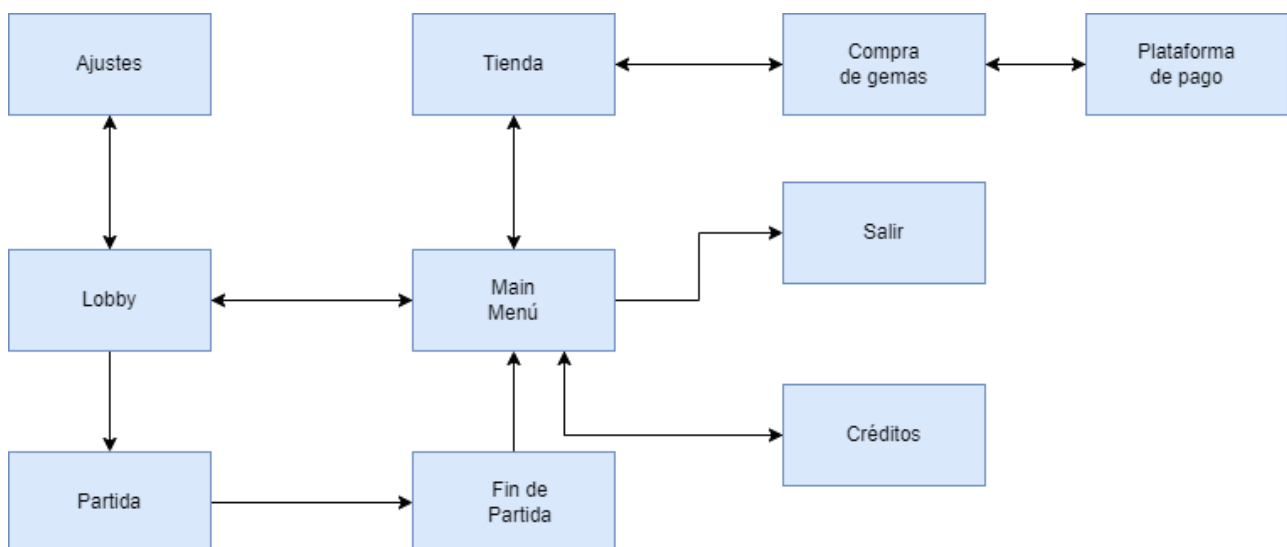 Ajustes
Tienda
Compra
de gemas
Plataforma
de pago
Salir
Lobby
Main
Menú
Créditos
Partida
Fin de
Partida